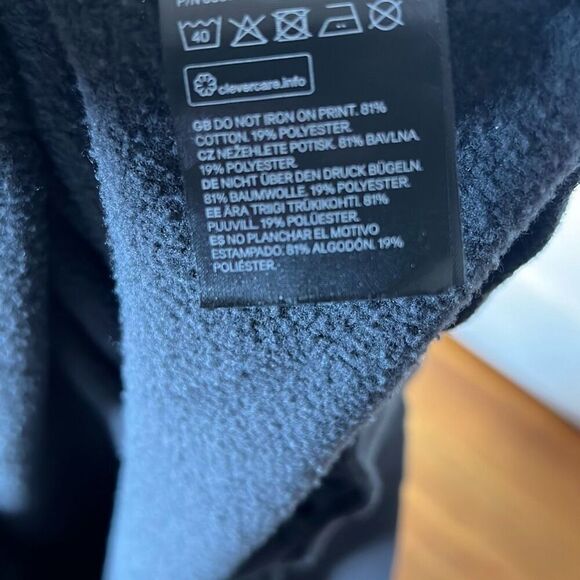 40
clevercare.info
GB DO NOT IRON ON PRINT. 81%
COTTON. 19% POLYESTER.
CZ NEŽEHLETE POTISK. 81% BAVLNA.
19% POLYESTER.
DE NICHT ÜBER DEN DRUCK BÜGELN.
81% BAUMWOLLE. 19% POLYESTER.
EE ÄRA TRIIGI TRÜKIKOHTI. 81%
PUUVILL. 19% POLÜESTER.
ES NO PLANCHAR EL MOTIVO
ESTAMPADO. 81% ALGODÓN. 19%
POLIÉSTER.